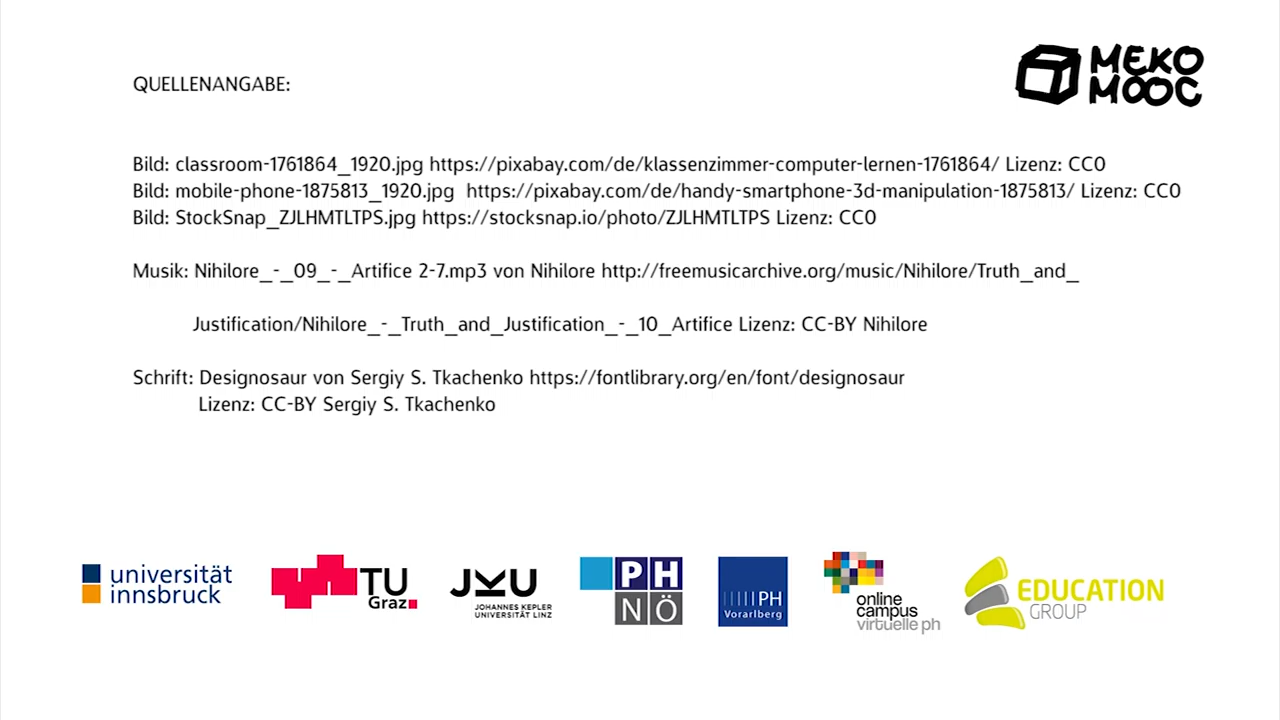 MEKO
MOOC
QUELLENANGABE:
Bild: classroom-1761864_1920.jpg https://pixabay.com/de/klassenzimmer-computer-lernen-1761864/ Lizenz: CC0
Bild: mobile-phone-1875813_1920.jpg  https://pixabay.com/de/handy-smartphone-3d-manipulation-1875813/ Lizenz: CC0
Bild: StockSnap_ZJLHMTLTPS.jpg https://stocksnap.io/photo/ZJLHMTLTPS Lizenz: CC0
Musik: Nihilore_-_09_-_Artifice 2-7.mp3 von Nihilore http://freemusicarchive.org/music/Nihilore/Truth_and_
Justification/Nihilore_-_Truth_and_Justification_-_10_Artifice Lizenz: CC-BY Nihilore
Schrift: Designosaur von Sergiy S. Tkachenko https://fontlibrary.org/en/font/designosaur
Lizenz: CC-BY Sergiy S. Tkachenko
universität
innsbruck
TU
Graz
JKU
JOHANNES KEPLER
UNIVERSITÄT LINZ
PH
NÖ
PH
Vorarlberg
online
campus
virtuelle ph
EDUCATION
GROUP